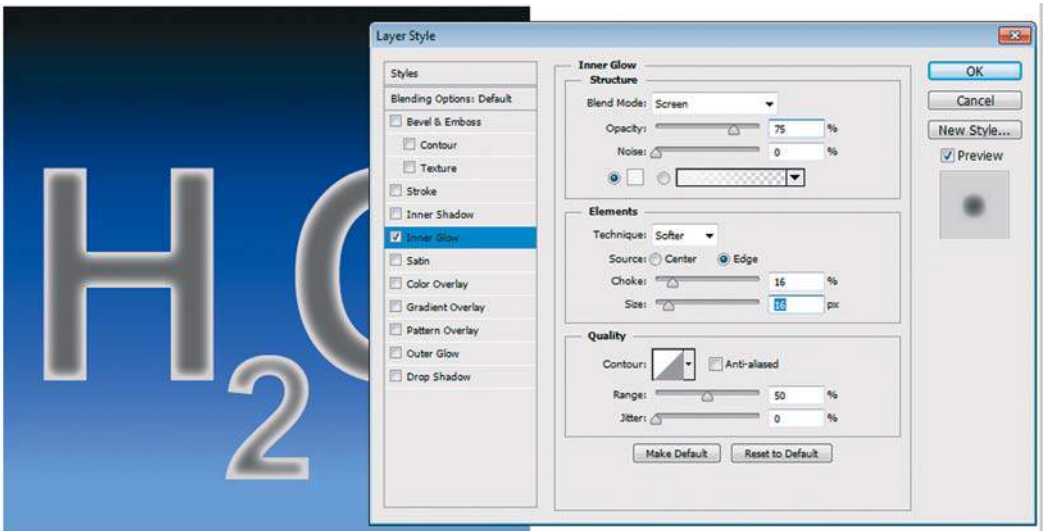 Layer Style
Styles
Blending Options: Default
Bevel & Emboss
Contour
Texture
Stroke
Inner Shadow
Inner Glow
Satin
Color Overlay
Gradient Overlay
Pattern Overlay
Outer Glow
Drop Shadow
Inner Glow
Structure
Blend Mode: Screen
Opacity: 75 %
Noise: 0 %
Elements
Technique: Softer
Source: Center Edge
Choke: 16 %
Size: 16 px
Quality
Contour: Anti-aliased
Range: 50 %
Jitter: 0 %
Make Default Reset to Default
OK
Cancel
New Style...
Preview
H2